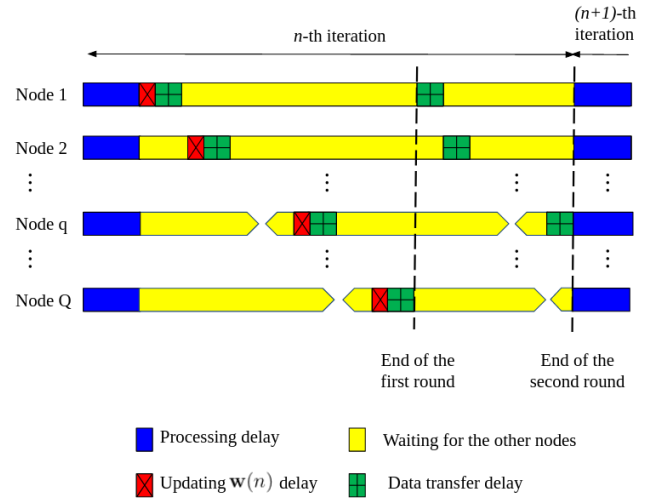 (n+1)-th
iteration
n-th iteration
Node 1
Node 2
⋮ ⋮ ⋮ ⋮
Node q
⋮ ⋮ ⋮ ⋮
Node Q
End of the
first round
End of the
second round
Processing delay
Waiting for the other nodes
Updating w(n) delay
Data transfer delay